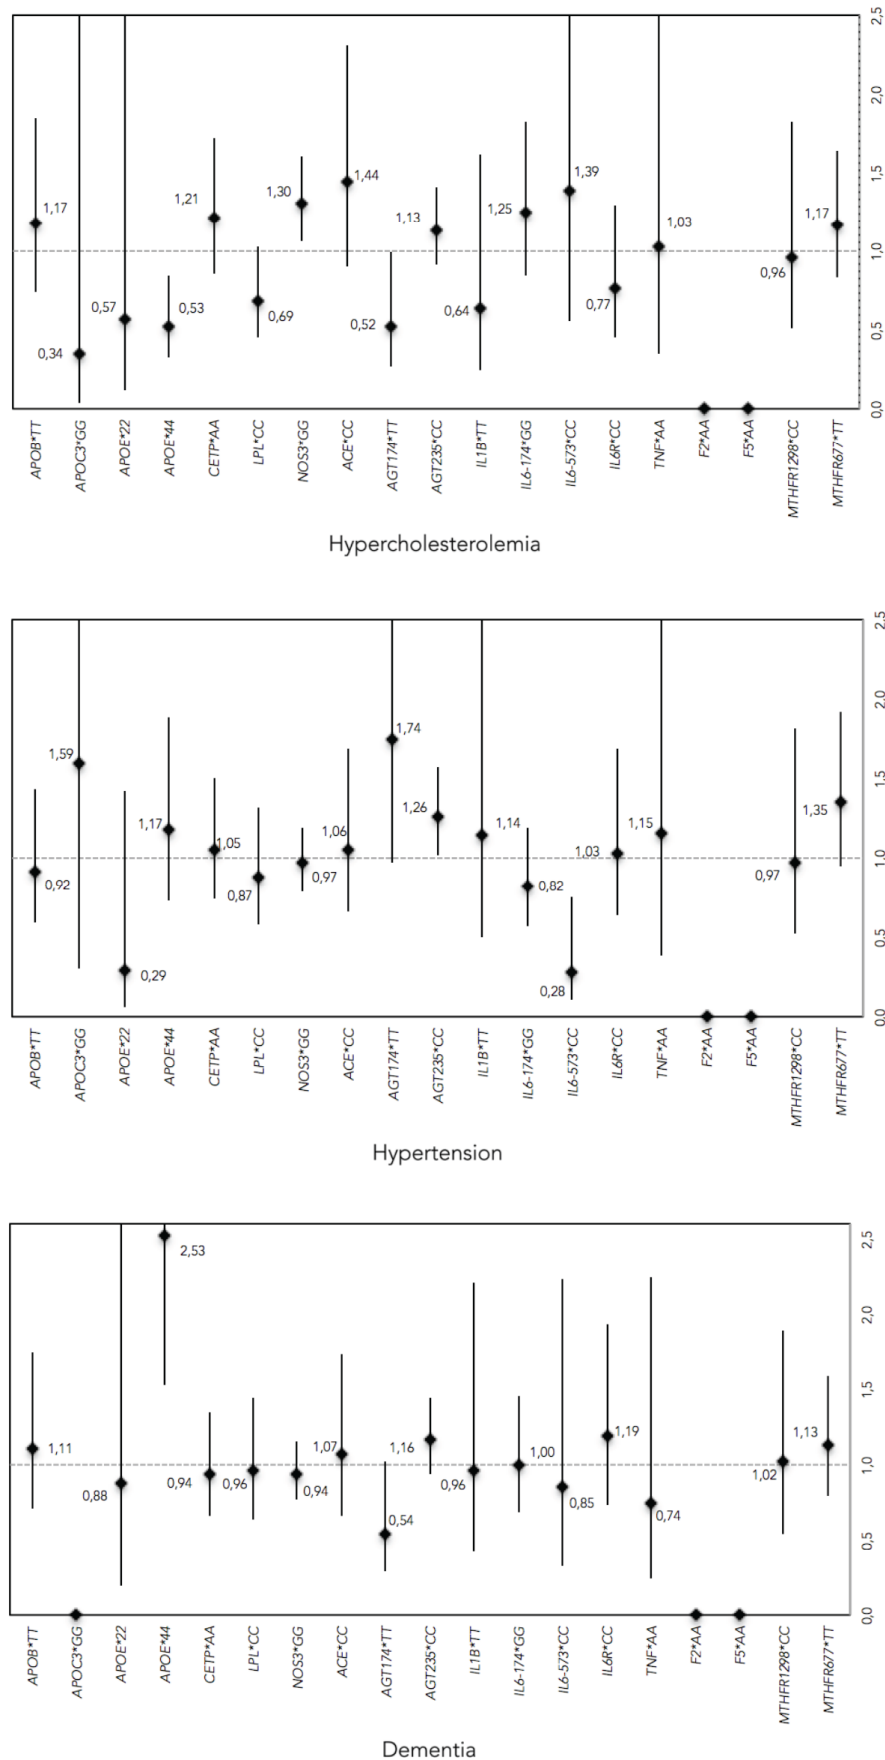 2,5
2,0
1,5
1,0
0,5
0,0
1,17
0,34
0,57
0,53
1,21
0,69
1,30
1,44
0,52
1,13
0,64
1,25
1,39
0,77
1,03
0,96
1,17
APOB*TT
APOC3*GG
APOE*22
APOE*44
CETP*AA
LPL*CC
NOS3*GG
ACE*CC
AGT174*TT
AGT235*CC
IL1B*TT
IL6-174*GG
IL6-573*CC
IL6R*CC
TNF*AA
F2*AA
F5*AA
MTHFR1298*CC
MTHFR677*TT
Hypercholesterolemia
2,5
2,0
1,5
1,0
0,5
0,0
0,92
1,59
0,29
1,17
1,05
0,87
0,97
1,06
1,74
1,26
1,14
0,82
0,28
1,03
1,15
0,97
1,35
APOB*TT
APOC3*GG
APOE*22
APOE*44
CETP*AA
LPL*CC
NOS3*GG
ACE*CC
AGT174*TT
AGT235*CC
IL1B*TT
IL6-174*GG
IL6-573*CC
IL6R*CC
TNF*AA
F2*AA
F5*AA
MTHFR1298*CC
MTHFR677*TT
Hypertension
2,5
2,0
1,5
1,0
0,5
0,0
1,11
0,88
2,53
0,94
0,96
0,94
1,07
0,54
1,16
0,96
1,00
0,85
1,19
0,74
1,02
1,13
APOB*TT
APOC3*GG
APOE*22
APOE*44
CETP*AA
LPL*CC
NOS3*GG
ACE*CC
AGT174*TT
AGT235*CC
IL1B*TT
IL6-174*GG
IL6-573*CC
IL6R*CC
TNF*AA
F2*AA
F5*AA
MTHFR1298*CC
MTHFR677*TT
Dementia